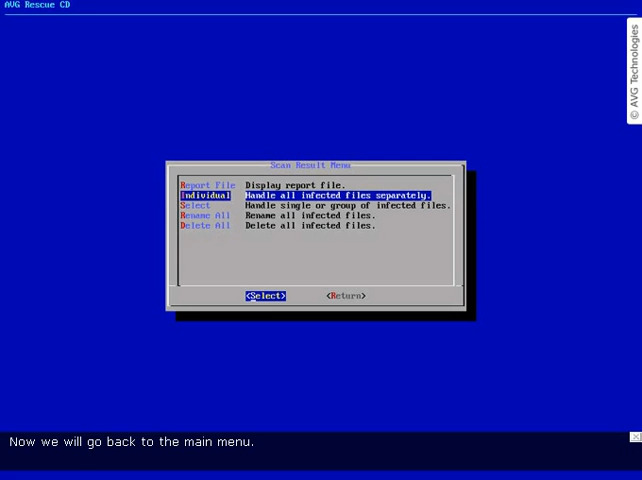 AVG Rescue CD
© AVG Technologies
Scan Result Menu
Report File Display report file.
Individual Handle all infected files separately.
Select Handle single or group of infected files.
Rename All Rename all infected files.
Delete All Delete all infected files.
<Select> <Return>
Now we will go back to the main menu.